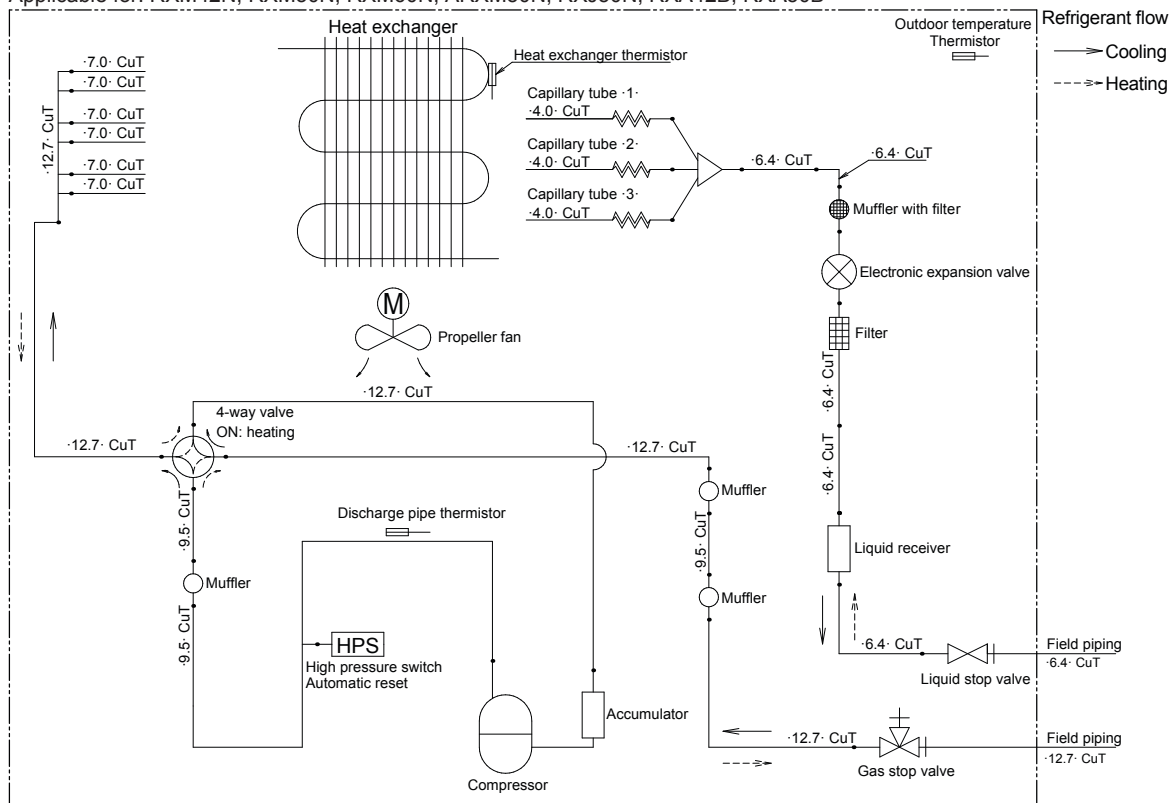 Heat exchanger
Heat exchanger thermistor
Outdoor temperature
Thermistor
Refrigerant flow
Cooling
Heating
·7.0· CuT
·7.0· CuT
·7.0· CuT
·7.0· CuT
·7.0· CuT
·7.0· CuT
·12.7· CuT
Capillary tube ·1·
·4.0· CuT
Capillary tube ·2·
·4.0· CuT
Capillary tube ·3·
·4.0· CuT
·6.4· CuT
·6.4· CuT
Muffler with filter
Electronic expansion valve
Filter
·6.4· CuT
·6.4· CuT
M
Propeller fan
·12.7· CuT
4-way valve
ON: heating
·12.7· CuT
·12.7· CuT
Muffler
·9.5· CuT
Muffler
Discharge pipe thermistor
·9.5· CuT
Muffler
·9.5· CuT
HPS
High pressure switch
Automatic reset
Compressor
Accumulator
Liquid receiver
·6.4· CuT
Liquid stop valve
Field piping
·6.4· CuT
·12.7· CuT
Gas stop valve
Field piping
·12.7· CuT